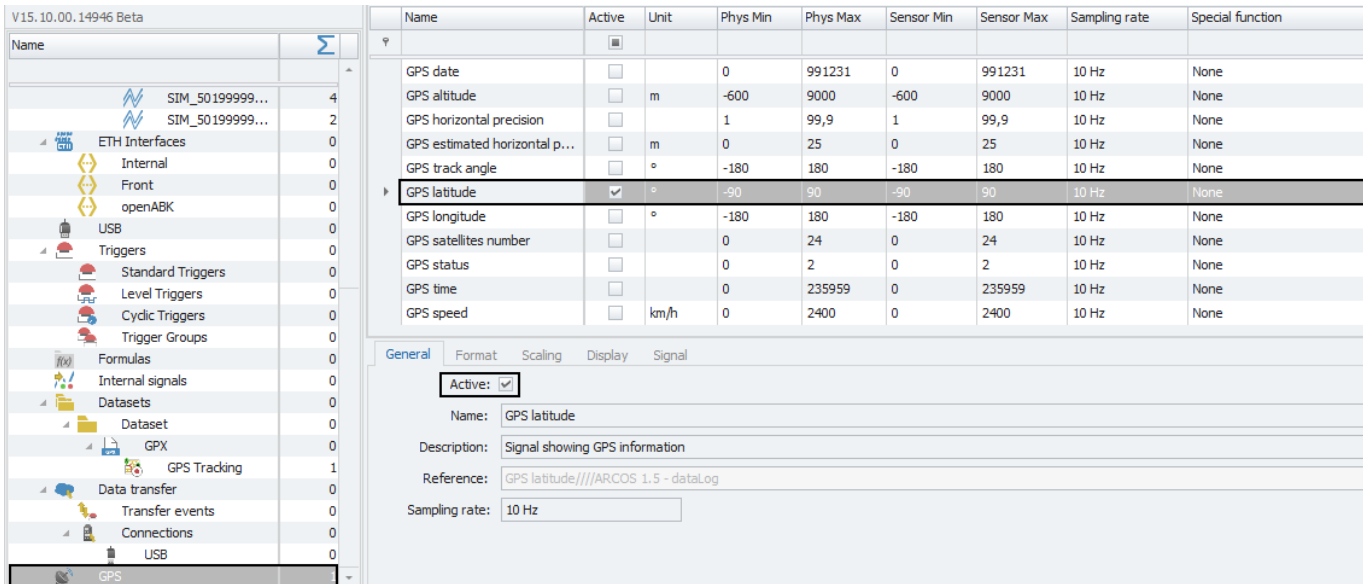 V15.10.00.14946 Beta
Name Σ
SIM_50199999... 4
SIM_50199999... 2
ETH Interfaces 0
Internal 0
Front 0
openABK 0
USB 0
Triggers 0
Standard Triggers 0
Level Triggers 0
Cyclic Triggers 0
Trigger Groups 0
f(x) Formulas 0
Internal signals 0
Datasets 0
Dataset 0
GPX 0
GPS Tracking 1
Data transfer 0
Transfer events 0
Connections 0
USB 0
GPS 1
Name Active Unit Phys Min Phys Max Sensor Min Sensor Max Sampling rate Special function
GPS date 0 991231 0 991231 10 Hz None
GPS altitude m -600 9000 -600 9000 10 Hz None
GPS horizontal precision 1 99,9 1 99,9 10 Hz None
GPS estimated horizontal p... m 0 25 0 25 10 Hz None
GPS track angle ° -180 180 -180 180 10 Hz None
GPS latitude ° -90 90 -90 90 10 Hz None
GPS longitude ° -180 180 -180 180 10 Hz None
GPS satellites number 0 24 0 24 10 Hz None
GPS status 0 2 0 2 10 Hz None
GPS time 0 235959 0 235959 10 Hz None
GPS speed km/h 0 2400 0 2400 10 Hz None
General Format Scaling Display Signal
Active:
Name: GPS latitude
Description: Signal showing GPS information
Reference: GPS latitude////ARCOS 1.5 - dataLog
Sampling rate: 10 Hz